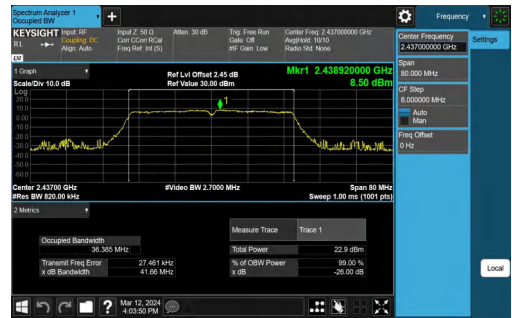 Spectrum Analyzer 1
Occupied BW
+
Frequency
KEYSIGHT
RL
Input: RF
Coupling: DC
Align: Auto
Input Z: 50 Ω
Corr CCorr RCal
Freq Ref: Int (S)
Atten: 30 dB
Trig: Free Run
Gate: Off
#IF Gain: Low
Center Freq: 2.437000000 GHz
Avg|Hold: 10/10
Radio Std: None
LV
Center Frequency
2.437000000 GHz
Settings
Span
80.000 MHz
CF Step
8.000000 MHz
Auto
Man
Freq Offset
0 Hz
1 Graph
Scale/Div 10.0 dB
Ref Lvl Offset 2.45 dB
Ref Value 30.00 dBm
Mkr1 2.438920000 GHz
8.50 dBm
Log
20.0
10.0
0.00
-10.0
-20.0
-30.0
-40.0
-50.0
-60.0
1
Center 2.43700 GHz
#Res BW 820.00 kHz
#Video BW 2.7000 MHz
Span 80 MHz
Sweep 1.00 ms (1001 pts)
2 Metrics
Measure Trace Trace 1
Occupied Bandwidth
36.385 MHz
Total Power 22.9 dBm
Transmit Freq Error 27.461 kHz
% of OBW Power 99.00 %
x dB Bandwidth 41.66 MHz
x dB -26.00 dB
Local
?
Mar 12, 2024
4:03:50 PM